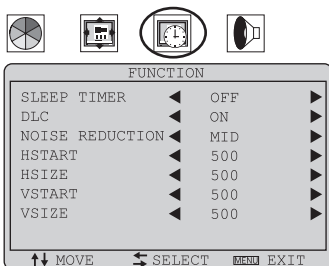 FUNCTION
SLEEP TIMER ◀ OFF ▶
DLC ◀ ON ▶
NOISE REDUCTION ◀ MID ▶
HSTART ◀ 500 ▶
HSIZE ◀ 500 ▶
VSTART ◀ 500 ▶
VSIZE ◀ 500 ▶
MOVE SELECT MENU EXIT